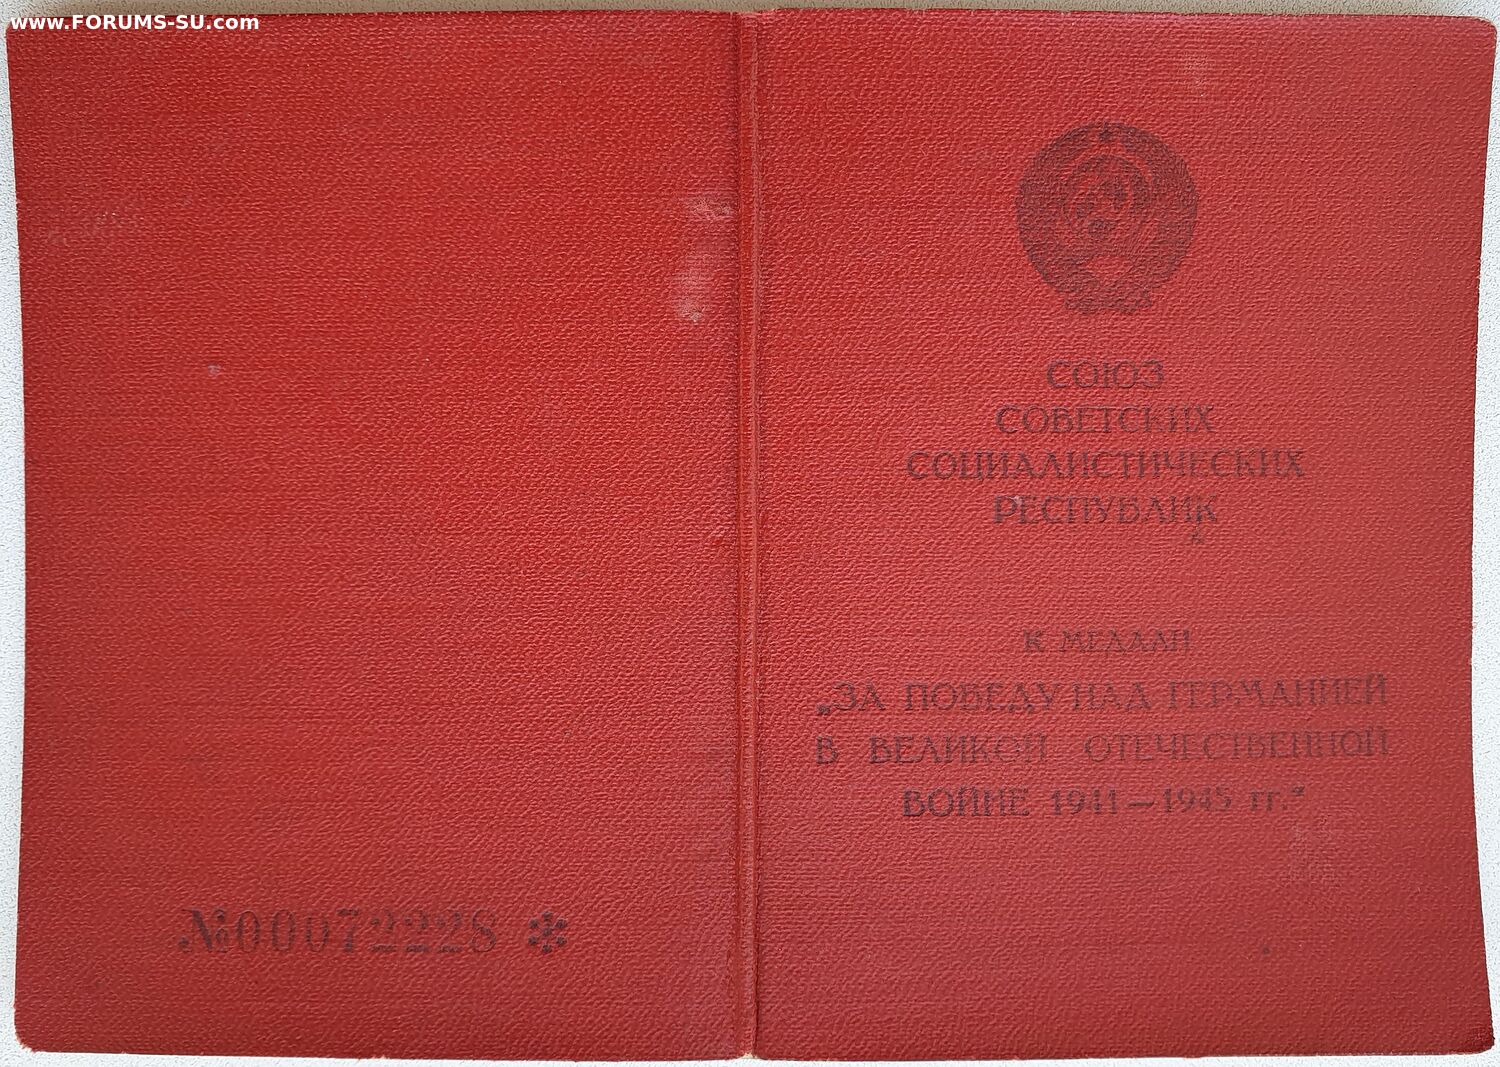 www.FORUMS-SU.com
№00072228 *
СОЮЗ
СОВЕТСКИХ
СОЦИАЛИСТИЧЕСКИХ
РЕСПУБЛИК
К МЕДАЛИ
„ЗА ПОБЕДУ НАД ГЕРМАНИЕЙ
В ВЕЛИКОЙ ОТЕЧЕСТВЕННОЙ
ВОЙНЕ 1941—1945 гг.“